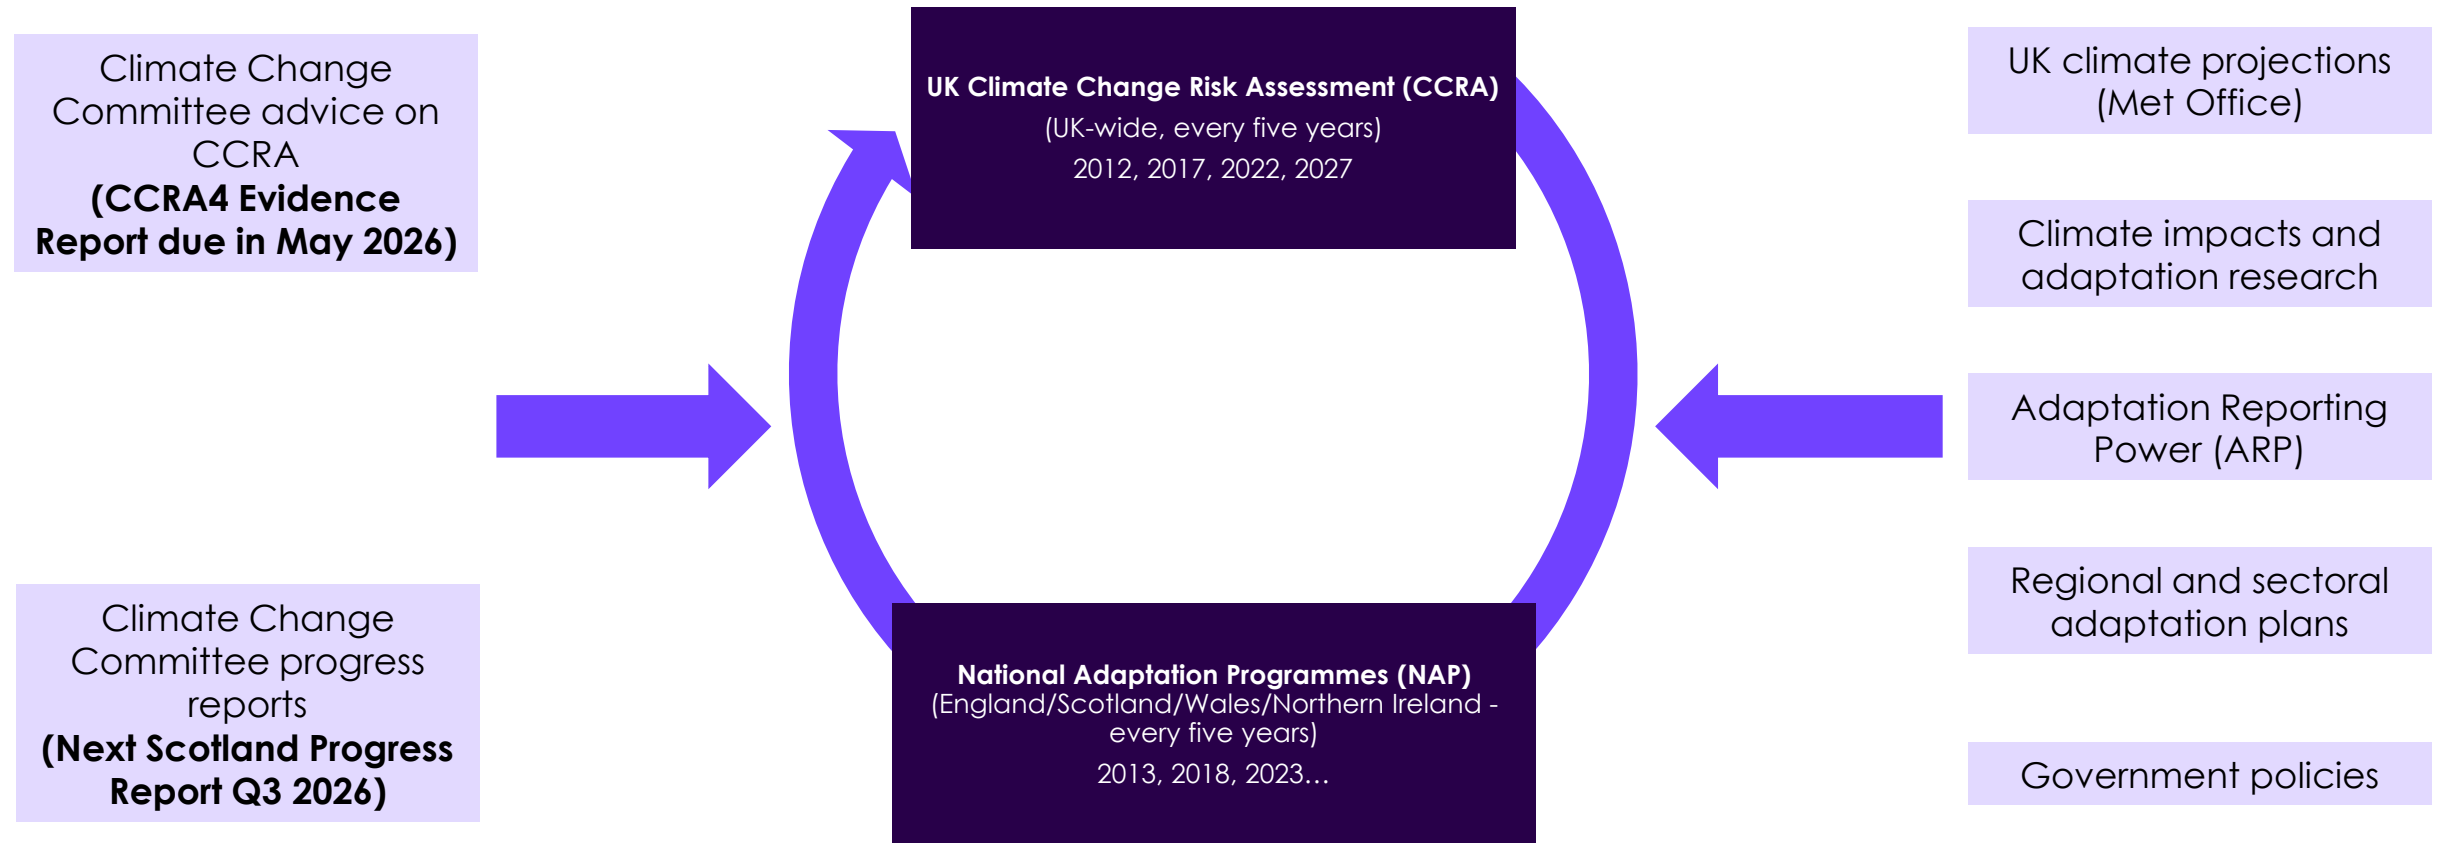 Climate Change
Committee advice on
CCRA
(CCRA4 Evidence
Report due in May 2026)
Climate Change
Committee progress
reports
(Next Scotland Progress
Report Q3 2026)
UK Climate Change Risk Assessment (CCRA)
(UK-wide, every five years)
2012, 2017, 2022, 2027
National Adaptation Programmes (NAP)
(England/Scotland/Wales/Northern Ireland -
every five years)
2013, 2018, 2023…
UK climate projections
(Met Office)
Climate impacts and
adaptation research
Adaptation Reporting
Power (ARP)
Regional and sectoral
adaptation plans
Government policies